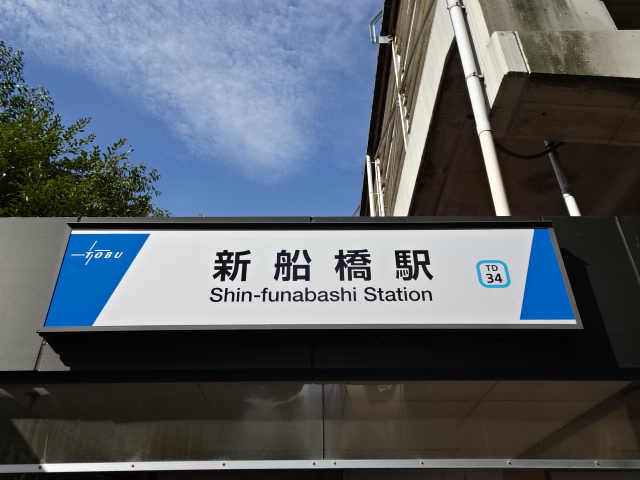 TOBU
新船橋駅
Shin-funabashi Station
TD
34